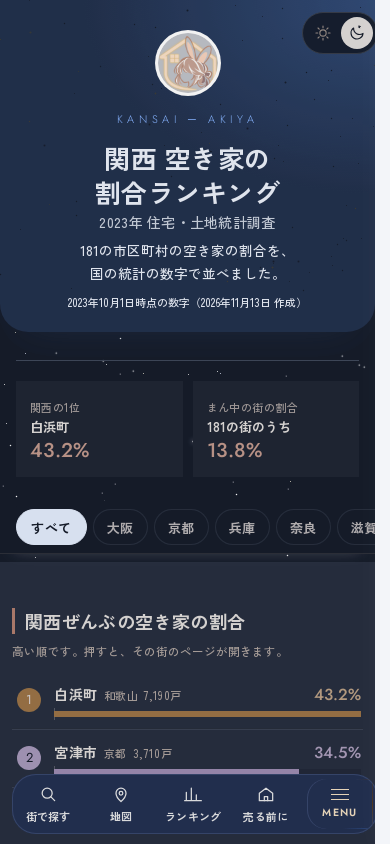 KANSAI — AKIYA
関西 空き家の
割合ランキング
2023年 住宅・土地統計調査
181の市区町村の空き家の割合を、
国の統計の数字で並べました。
2023年10月1日時点の数字（2026年11月13日 作成）
関西の1位
白浜町
43.2%
まん中の街の割合
181の街のうち
13.8%
すべて 大阪 京都 兵庫 奈良 滋賀
関西ぜんぶの空き家の割合
高い順です。押すと、その街のページが開きます。
1 白浜町 和歌山 7,190戸 43.2%
2 宮津市 京都 3,710戸 34.5%
街で探す 地図 ランキング 売る前に MENU